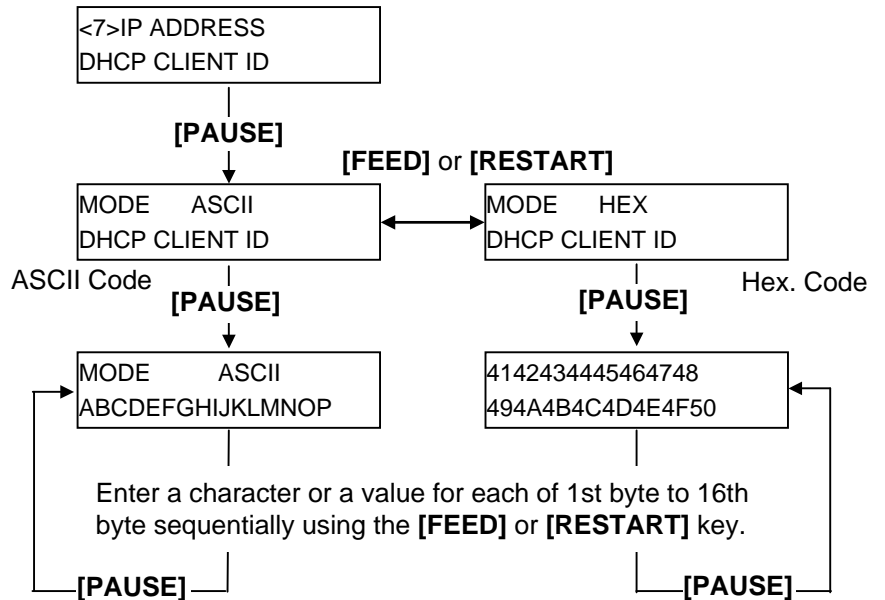 <7>IP ADDRESS
DHCP CLIENT ID
[PAUSE]
[FEED] or [RESTART]
MODE ASCII
DHCP CLIENT ID
MODE HEX
DHCP CLIENT ID
ASCII Code
[PAUSE]
[PAUSE]
Hex. Code
MODE ASCII
ABCDEFGHIJKLMNOP
4142434445464748
494A4B4C4D4E4F50
Enter a character or a value for each of 1st byte to 16th
byte sequentially using the [FEED] or [RESTART] key.
[PAUSE]
[PAUSE]